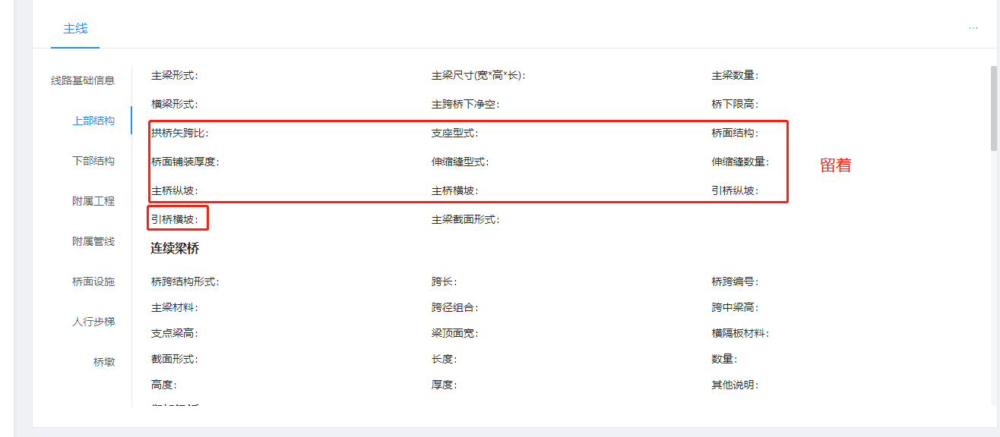 主线
...
线路基础信息
上部结构
下部结构
附属工程
附属管线
桥面设施
人行步梯
桥墩
主梁形式: 主梁尺寸(宽*高*长): 主梁数量:
横梁形式: 主跨桥下净空: 桥下限高:
拱桥矢跨比: 支座型式: 桥面结构:
桥面铺装厚度: 伸缩缝型式: 伸缩缝数量:
主桥纵坡: 主桥横坡: 引桥纵坡:
引桥横坡: 主梁截面形式:
留着
连续梁桥
桥跨结构形式: 跨长: 桥跨编号:
主梁材料: 跨径组合: 跨中梁高:
支点梁高: 梁顶面宽: 横隔板材料:
截面形式: 长度: 数量:
高度: 厚度: 其他说明: